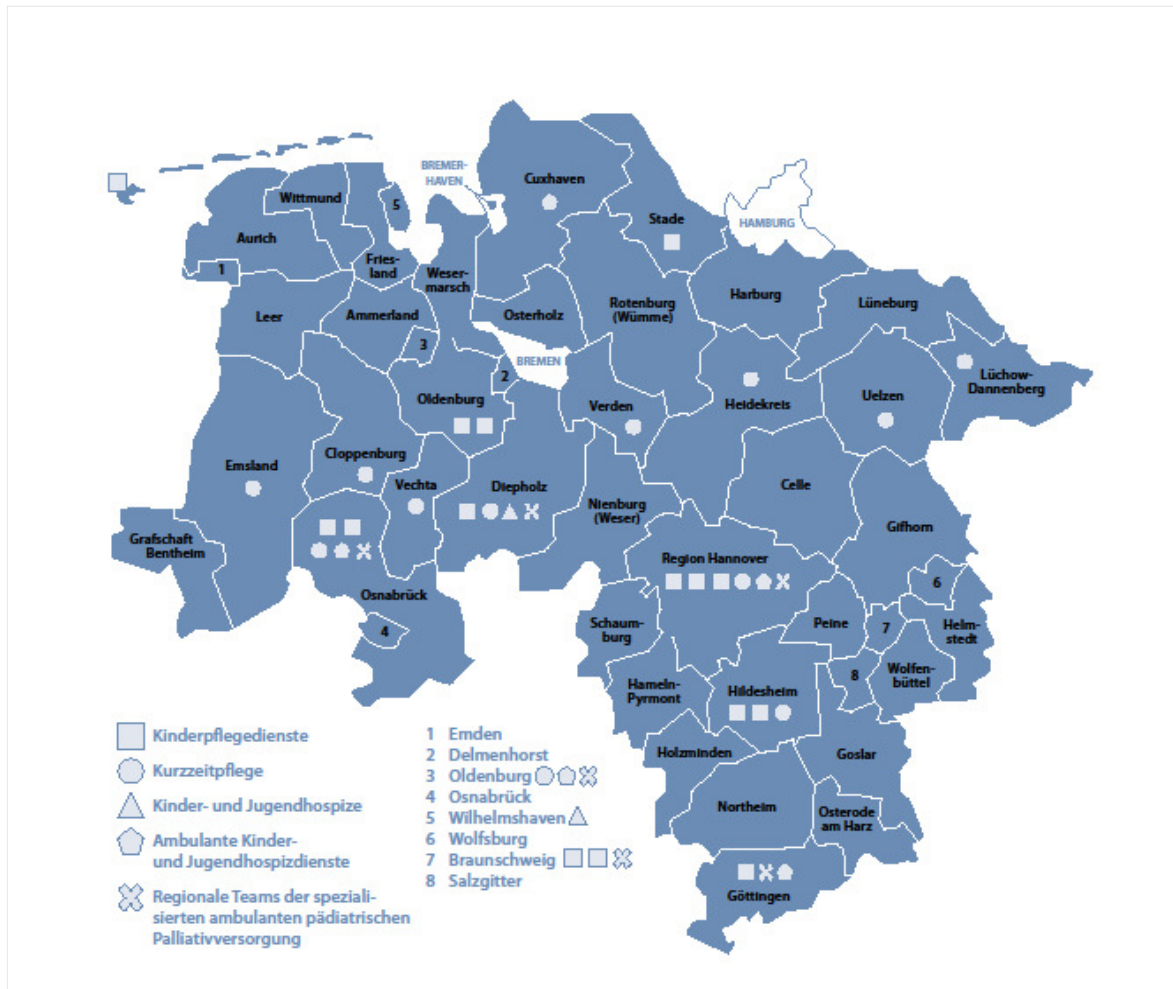 BREMER-
HAVEN
Cuxhaven
Wittmund
5
Stade
HAMBURG
Aurich
1
Fries-
land
Weser-
marsch
Leer
Ammerland
3
Osterholz
Rotenburg
(Wümme)
Harburg
Lüneburg
BREMEN
2
Oldenburg
Verden
Heidekreis
Uelzen
Lüchow-
Dannenberg
Emsland
Cloppenburg
Vechta
Diepholz
Nienburg
(Weser)
Celle
Gifhorn
Grafschaft
Bentheim
Region Hannover
Osnabrück
4
Schaum-
burg
Peine
6
7
Helm-
stedt
Hameln-
Pyrmont
Hildesheim
8
Wolfen-
büttel
Holzminden
Goslar
Northeim
Osterode
am Harz
Göttingen
Kinderpflegedienste
Kurzzeitpflege
Kinder- und Jugendhospize
Ambulante Kinder-
und Jugendhospizdienste
Regionale Teams der speziali-
sierten ambulanten pädiatrischen
Palliativversorgung
1 Emden
2 Delmenhorst
3 Oldenburg
4 Osnabrück
5 Wilhelmshaven
6 Wolfsburg
7 Braunschweig
8 Salzgitter